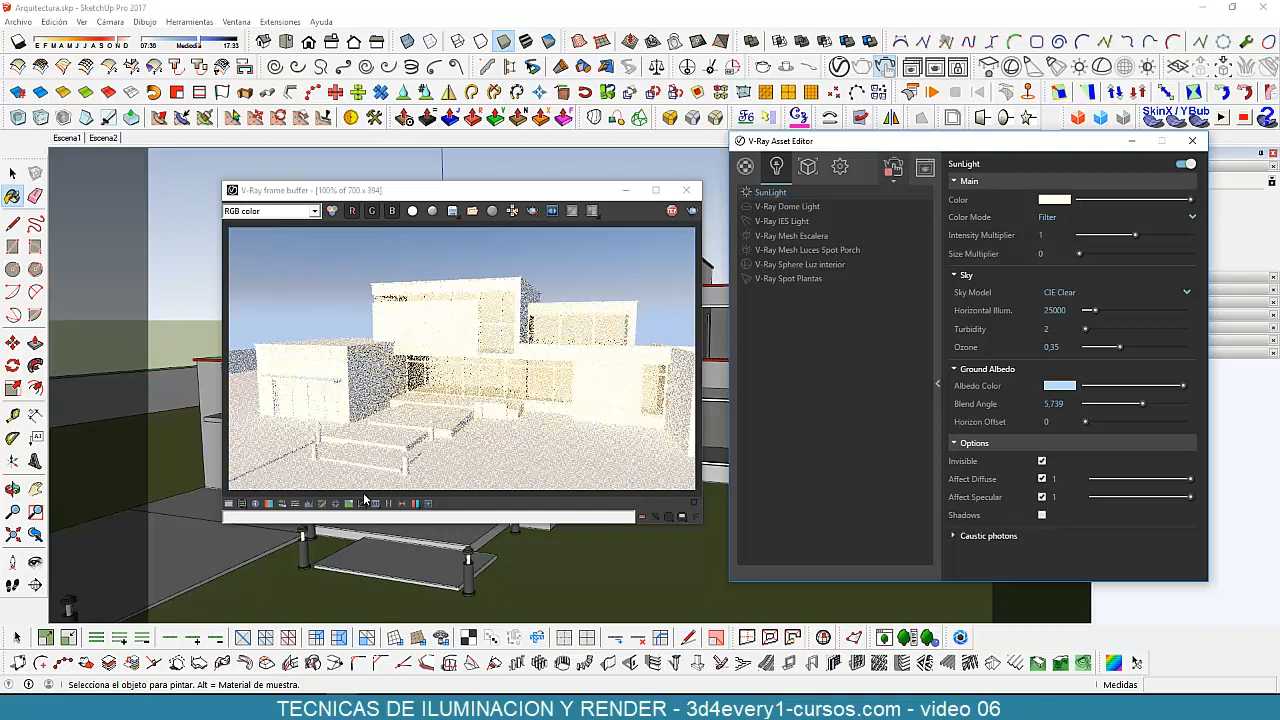 Arquitectura.skp - SketchUp Pro 2017
Archivo Edición Ver Cámara Dibujo Herramientas Ventana Extensiones Ayuda
E F M A M J J A S O N D 07:38 Mediodía 17:33
SkinX / YBub
Escena1 Escena2
V-Ray frame buffer - [100% of 700 x 394]
RGB color
R G B
V-Ray Asset Editor
SunLight
V-Ray Dome Light
V-Ray IES Light
V-Ray Mesh Escalera
V-Ray Mesh Luces Spot Porch
V-Ray Sphere Luz interior
V-Ray Spot Plantas
SunLight
Main
Color
Color Mode Filter
Intensity Multiplier 1
Size Multiplier 0
Sky
Sky Model CIE Clear
Horizontal Illum. 25000
Turbidity 2
Ozone 0,35
Ground Albedo
Albedo Color
Blend Angle 5,739
Horizon Offset 0
Options
Invisible
Affect Diffuse 1
Affect Specular 1
Shadows
Caustic photons
Selecciona el objeto para pintar. Alt = Material de muestra.
Medidas
TECNICAS DE ILUMINACION Y RENDER - 3d4every1-cursos.com - video 06